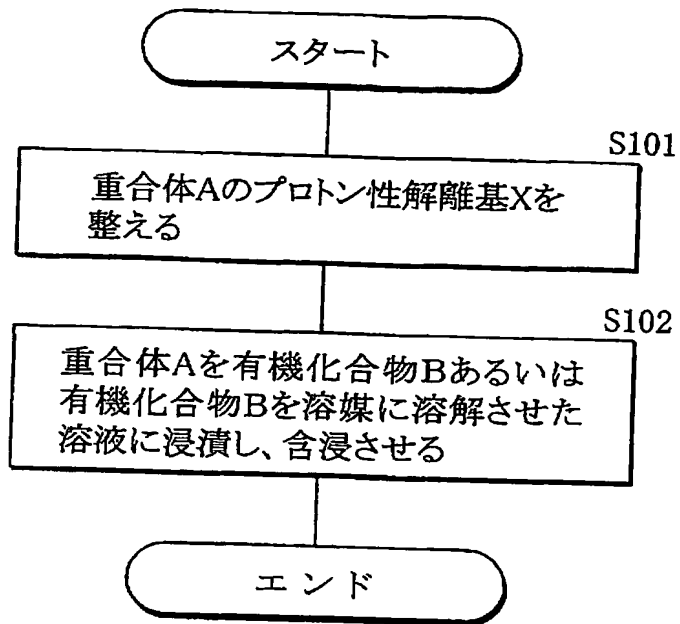 スタート
S101
重合体Aのプロトン性解離基Xを
整える
S102
重合体Aを有機化合物Bあるいは
有機化合物Bを溶媒に溶解させた
溶液に浸漬し、含浸させる
エンド